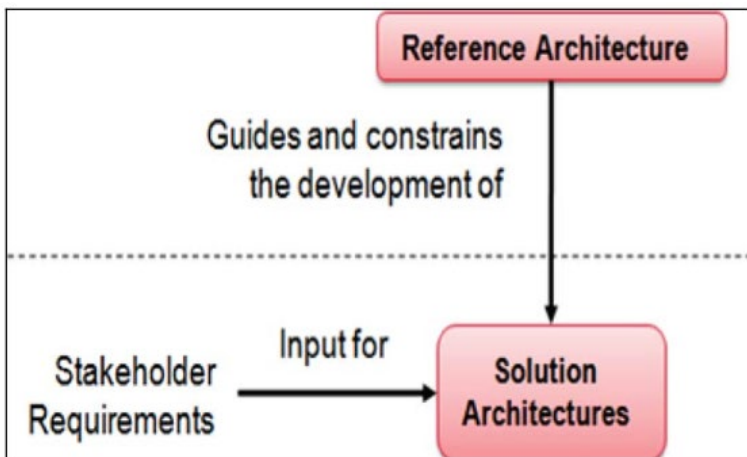 Reference Architecture
Guides and constrains
the development of
Input for
Stakeholder
Requirements
Solution
Architectures